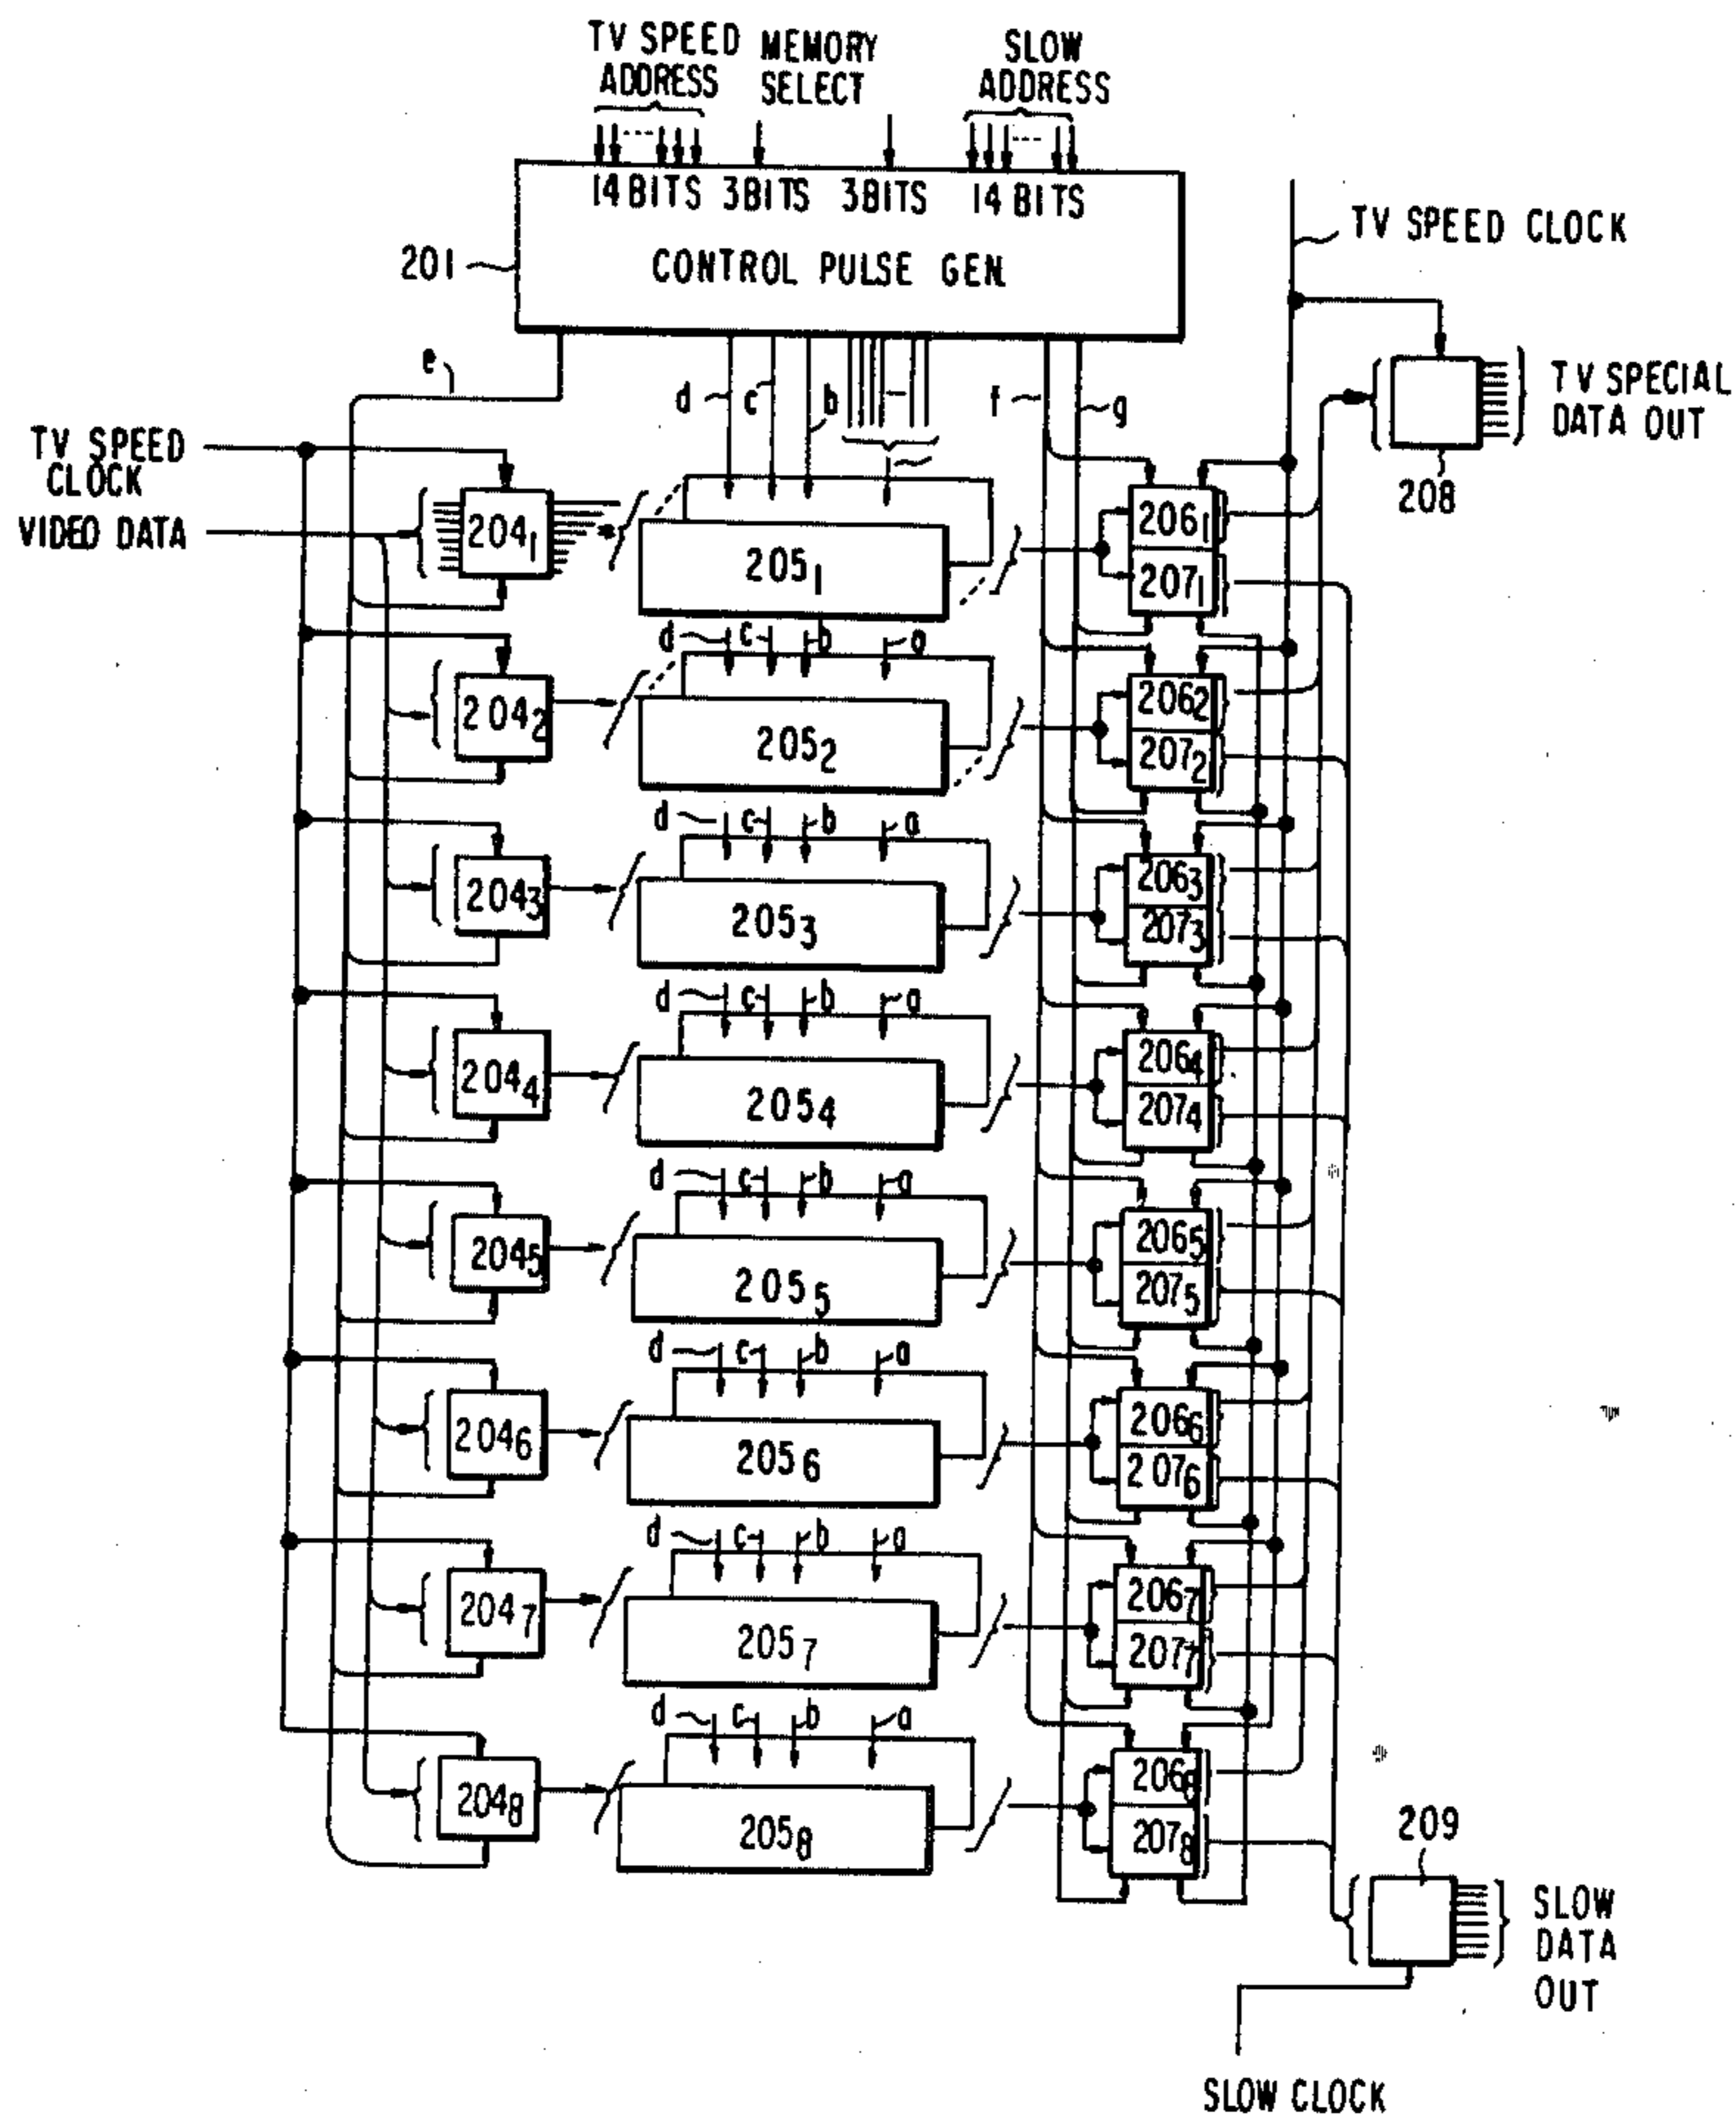 TV SPEED
ADDRESS
MEMORY
SELECT
SLOW
ADDRESS
14 BITS 3 BITS 3 BITS 14 BITS
201
CONTROL PULSE GEN.
TV SPEED CLOCK
e
d c b f g
TV SPECIAL
DATA OUT
208
TV SPEED
CLOCK
VIDEO DATA
204₁
205₁
206₁
207₁
d c b a
204₂
205₂
206₂
207₂
d c b a
204₃
205₃
206₃
207₃
d c b a
204₄
205₄
206₄
207₄
d c b a
204₅
205₅
206₅
207₅
d c b a
204₆
205₆
206₆
207₆
d c b a
204₇
205₇
206₇
207₇
d c b a
204₈
205₈
206₈
207₈
209
SLOW
DATA
OUT
SLOW CLOCK